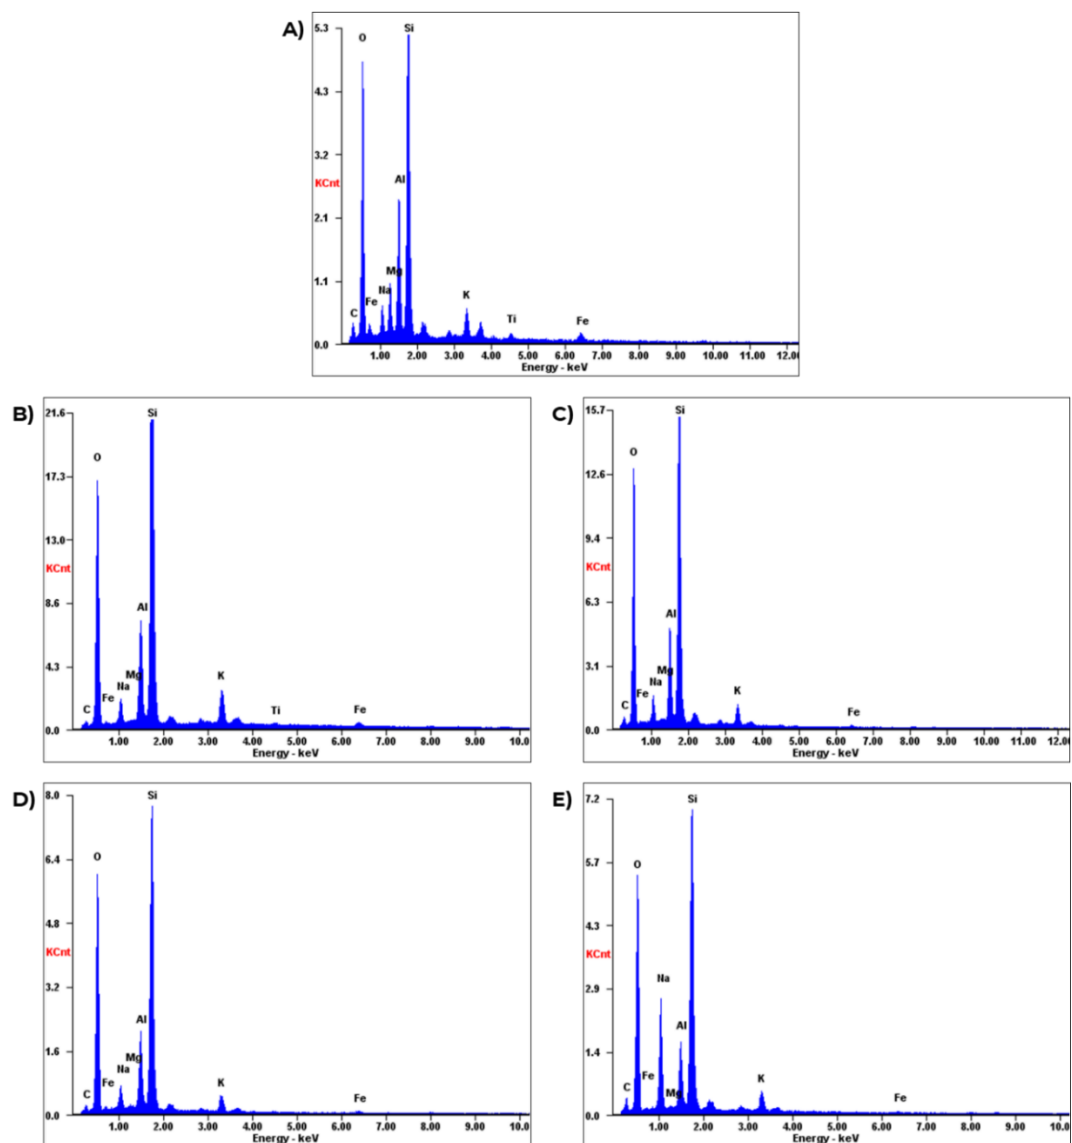 A)
5.3
4.3
3.2
KCnt
2.1
1.1
0.0
O
Si
Al
Mg
Na
Fe
C
K
Ti
Fe
1.00 2.00 3.00 4.00 5.00 6.00 7.00 8.00 9.00 10.00 11.00 12.00
Energy - keV
B)
21.6
17.3
13.0
KCnt
8.6
4.3
0.0
Si
O
Al
Mg
Na
Fe
C
K
Ti
Fe
1.00 2.00 3.00 4.00 5.00 6.00 7.00 8.00 9.00 10.0
Energy - keV
C)
15.7
12.6
9.4
KCnt
6.3
3.1
0.0
Si
O
Al
Mg
Na
Fe
C
K
Fe
1.00 2.00 3.00 4.00 5.00 6.00 7.00 8.00 9.00 10.00 11.00 12.00
Energy - keV
D)
8.0
6.4
4.8
KCnt
3.2
1.6
0.0
Si
O
Al
Mg
Na
Fe
C
K
Fe
1.00 2.00 3.00 4.00 5.00 6.00 7.00 8.00 9.00 10.0
Energy - keV
E)
7.2
5.7
4.3
KCnt
2.9
1.4
0.0
Si
O
Na
Al
Fe
Mg
C
K
Fe
1.00 2.00 3.00 4.00 5.00 6.00 7.00 8.00 9.00 10.0
Energy - keV